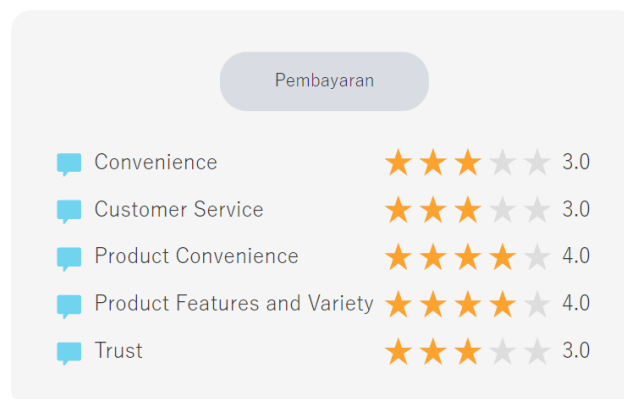 Pembayaran
Convenience 3.0
Customer Service 3.0
Product Convenience 4.0
Product Features and Variety 4.0
Trust 3.0